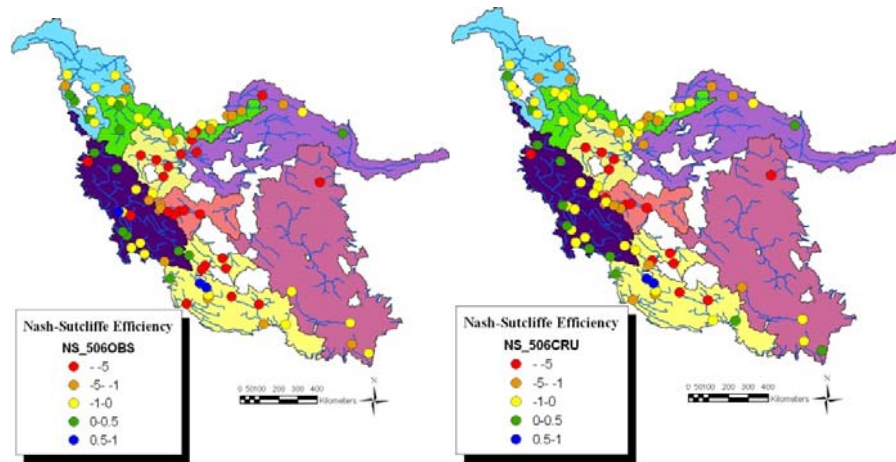 Nash-Sutcliffe Efficiency
NS_506OBS
- -5
-5- -1
-1-0
0-0.5
0.5-1
0 50100 200 300 400
Kilometers
N
Nash-Sutcliffe Efficiency
NS_506CRU
- -5
-5- -1
-1-0
0-0.5
0.5-1
0 50100 200 300 400
Kilometers
N